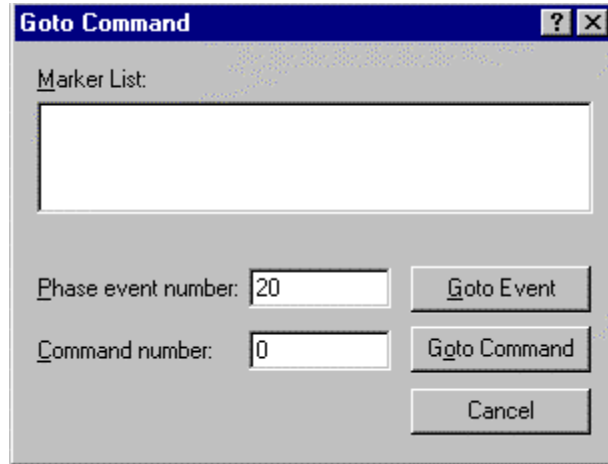 Goto Command
Marker List:
Phase event number: 20 Goto Event
Command number: 0 Goto Command
Cancel